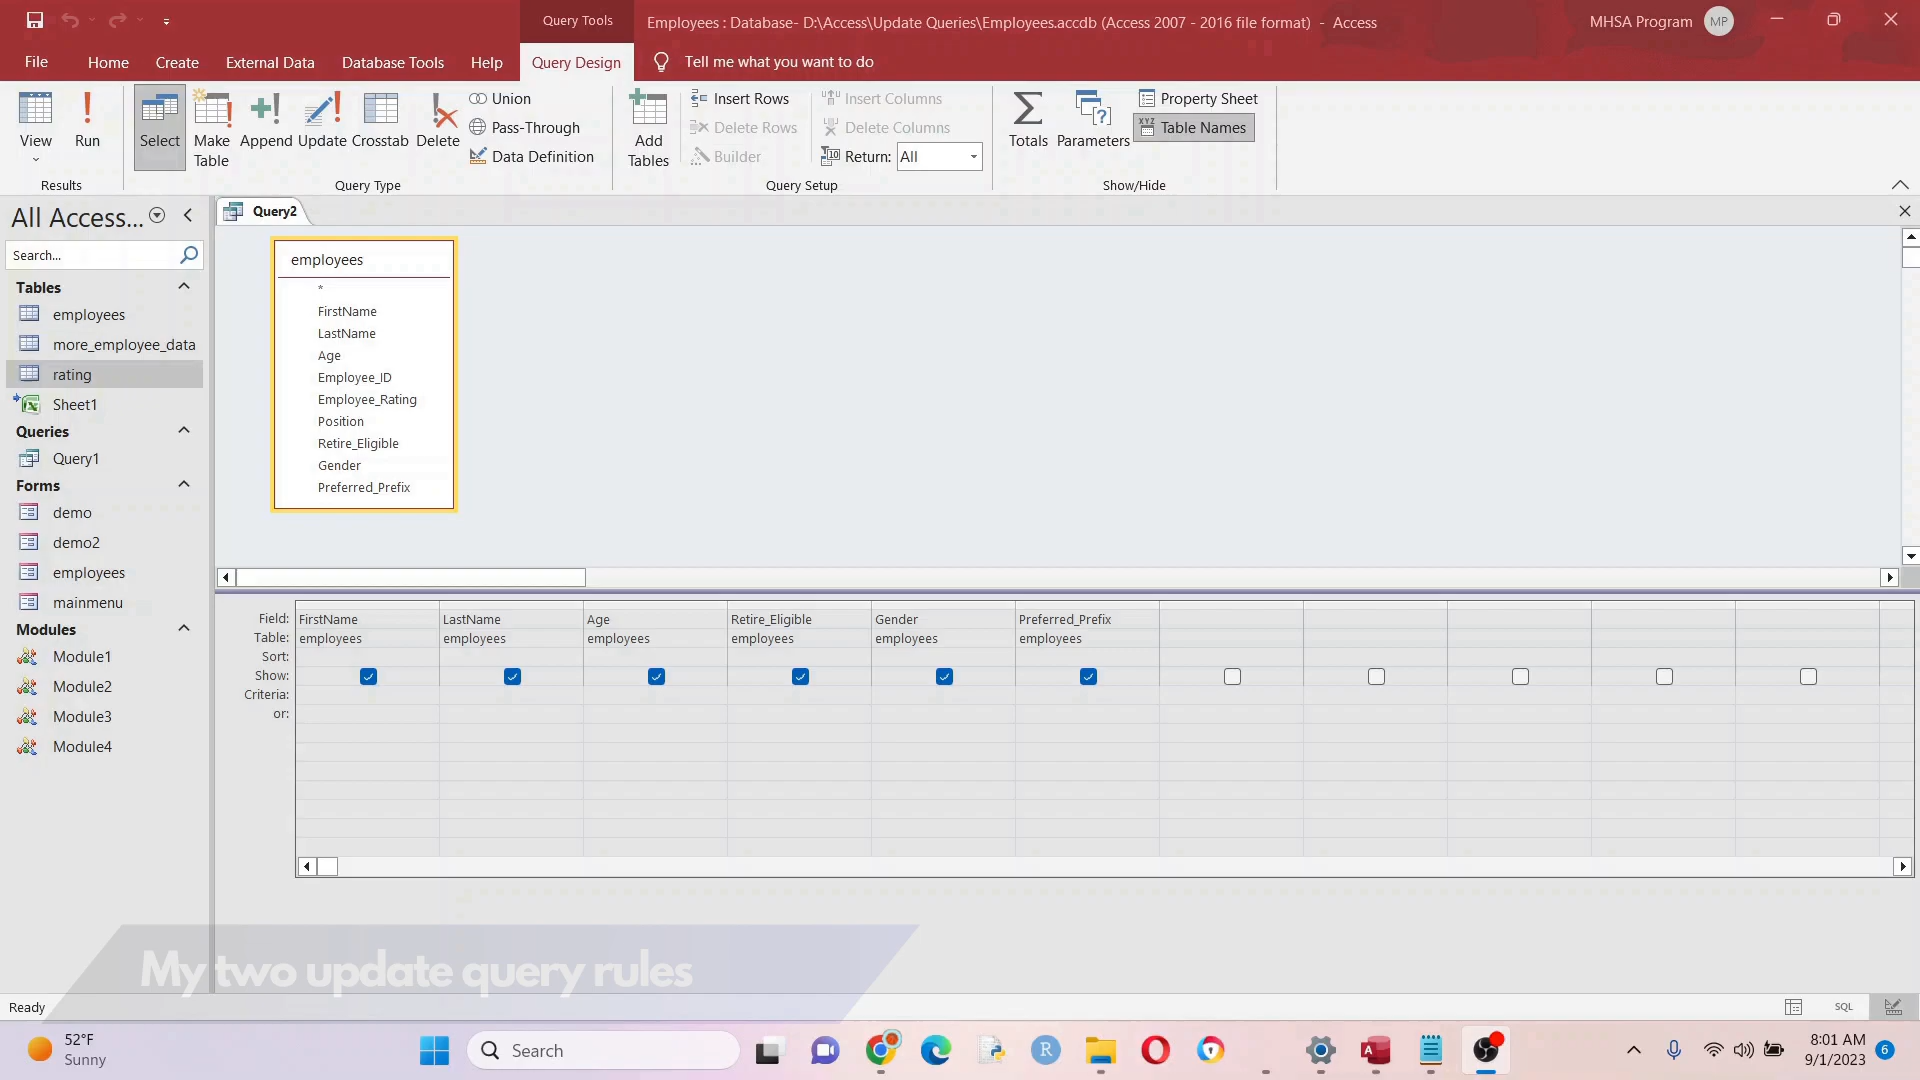 Query Tools
Employees : Database- D:\Access\Update Queries\Employees.accdb (Access 2007 - 2016 file format) - Access
MHSA Program MP
File Home Create External Data Database Tools Help Query Design Tell me what you want to do
View
Run
Results
Select
Make
Table
Append
Update
Crosstab
Delete
Union
Pass-Through
Data Definition
Query Type
Add
Tables
Insert Rows
Delete Rows
Builder
Insert Columns
Delete Columns
Return: All
Query Setup
Totals
Parameters
Property Sheet
Table Names
Show/Hide
All Access...
Search...
Tables
employees
more_employee_data
rating
Sheet1
Queries
Query1
Forms
demo
demo2
employees
mainmenu
Modules
Module1
Module2
Module3
Module4
Query2
employees
*
FirstName
LastName
Age
Employee_ID
Employee_Rating
Position
Retire_Eligible
Gender
Preferred_Prefix
Field: FirstName LastName Age Retire_Eligible Gender Preferred_Prefix
Table: employees employees employees employees employees employees
Sort:
Show:
Criteria:
or:
My two update query rules
Ready
SQL
52°F
Sunny
Search
8:01 AM
9/1/2023
6